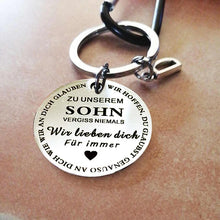 WIR HOFFEN, DU GLAUBST GENAUSO AN DICH WIE WIR AN DICH GLAUBEN
ZU UNSEREM
SOHN
VERGISS NIEMALS
Wir lieben dich
Für immer